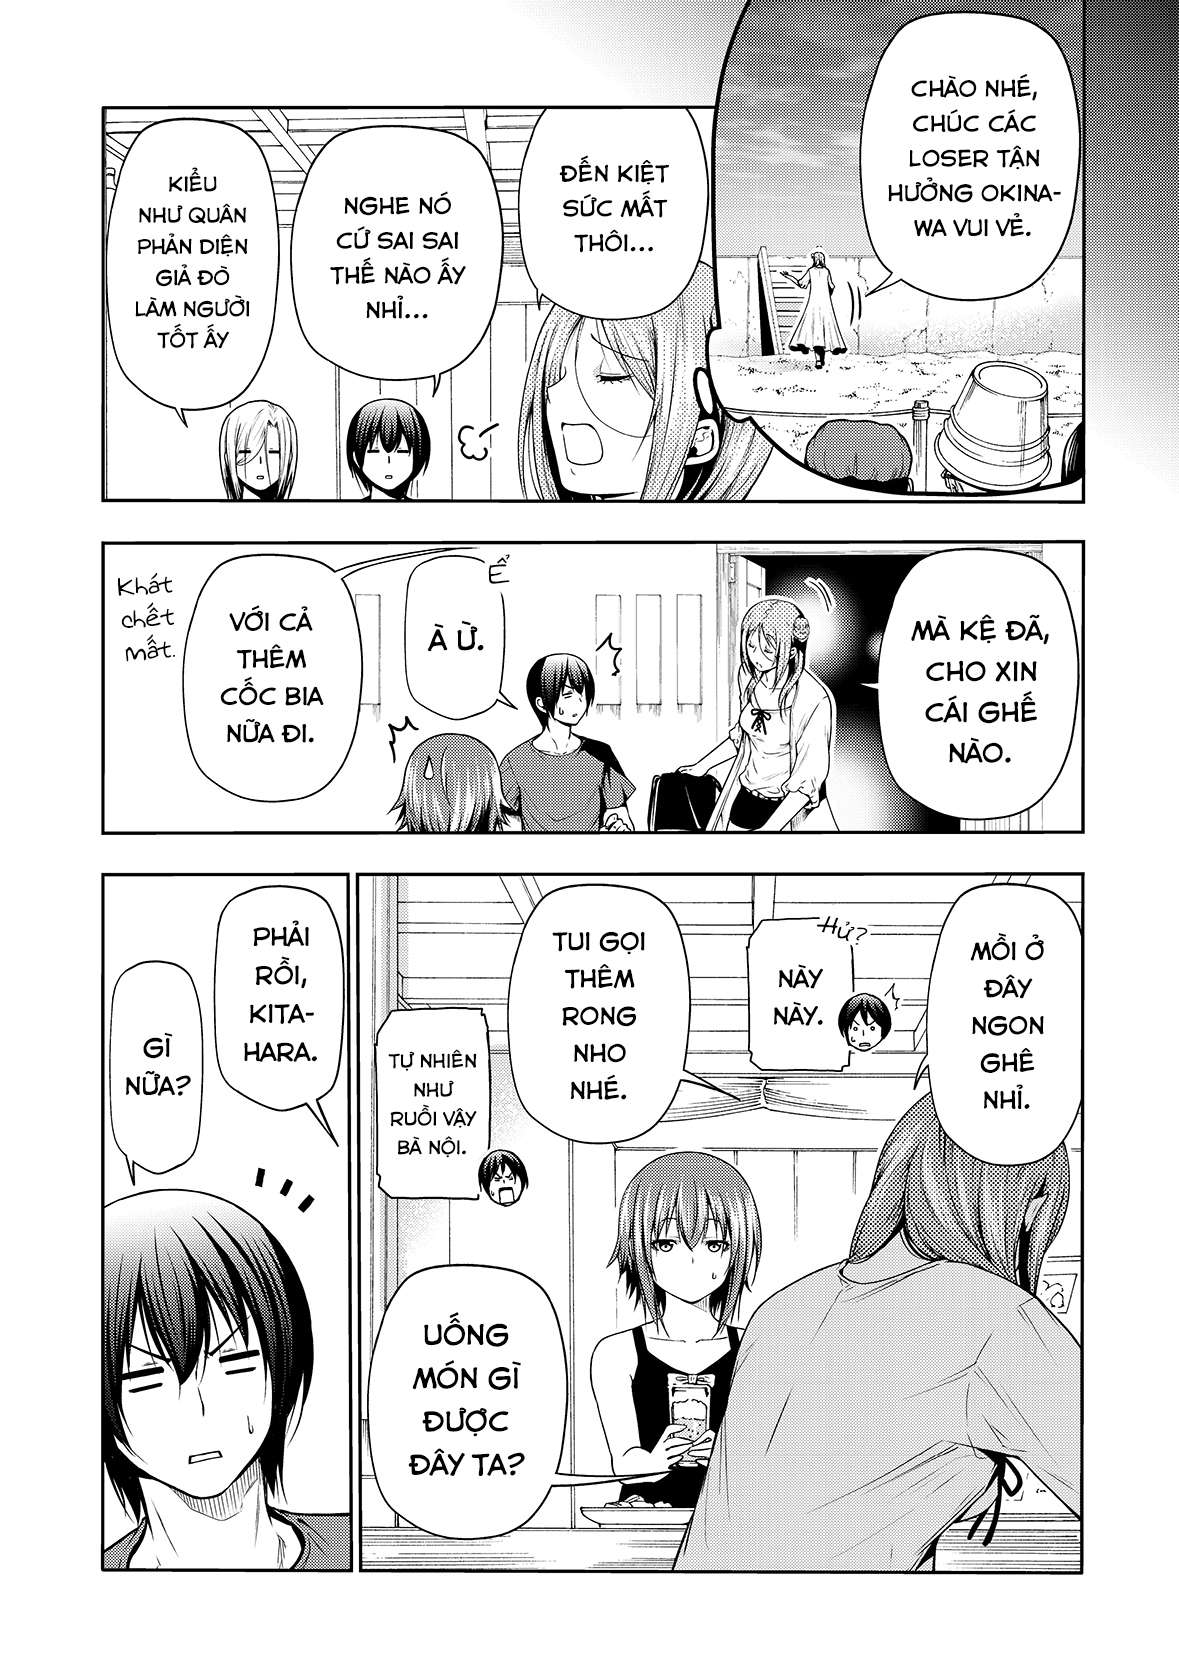 CHÀO NHÉ,
CHÚC CÁC
LOSER TẬN
HƯỞNG OKINA-
WA VUI VẺ.
ĐẾN KIỆT
SỨC MẤT
THÔI...
NGHE NÓ
CỨ SAI SAI
THẾ NÀO ẤY
NHỈ...
KIỂU
NHƯ QUÂN
PHẢN DIỆN
GIẢ ĐÒ
LÀM NGƯỜI
TỐT ẤY
MÀ KỆ ĐÃ,
CHO XIN
CÁI GHẾ
NÀO.
Ể
À Ừ.
VỚI CẢ
THÊM
CỐC BIA
NỮA ĐI.
Khát
chết
mất.
MỒI Ở
ĐÂY
NGON
GHÊ
NHỈ.
Hử?
NÀY
NÀY.
TUI GỌI
THÊM
RONG
NHO
NHÉ.
TỰ NHIÊN
NHƯ
RUỒI VẬY
BÀ NỘI.
UỐNG
MÓN GÌ
ĐƯỢC
ĐÂY TA?
PHẢI
RỒI,
KITA-
HARA.
GÌ
NỮA?